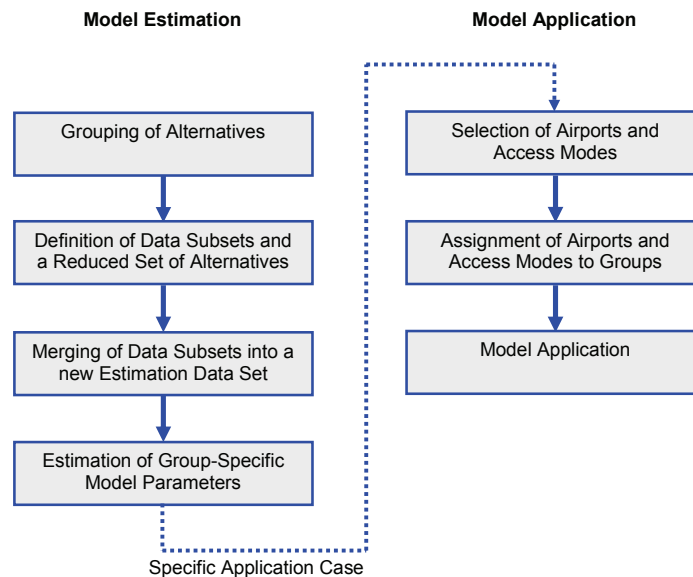 Model Estimation
Grouping of Alternatives
Definition of Data Subsets and
a Reduced Set of Alternatives
Merging of Data Subsets into a
new Estimation Data Set
Estimation of Group-Specific
Model Parameters
Specific Application Case
Model Application
Selection of Airports and
Access Modes
Assignment of Airports and
Access Modes to Groups
Model Application